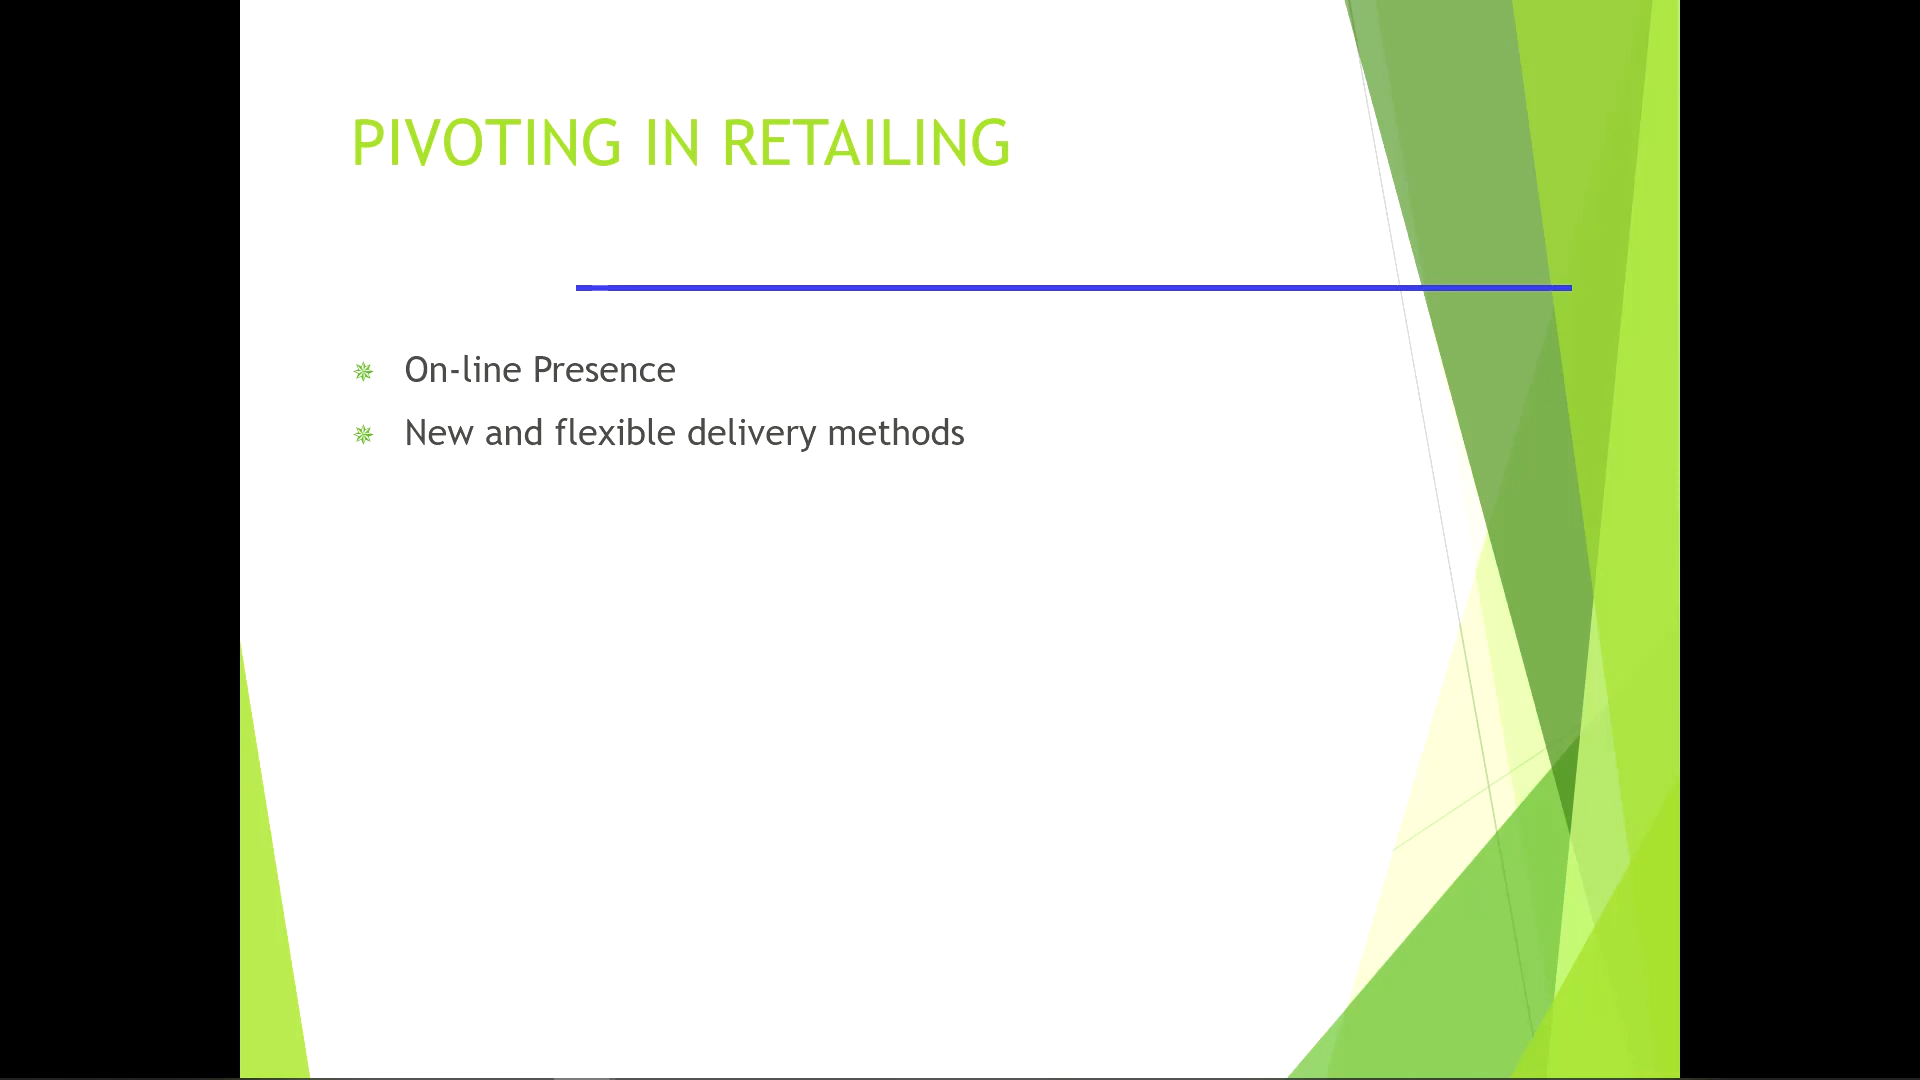 PIVOTING IN RETAILING
On-line Presence
New and flexible delivery methods